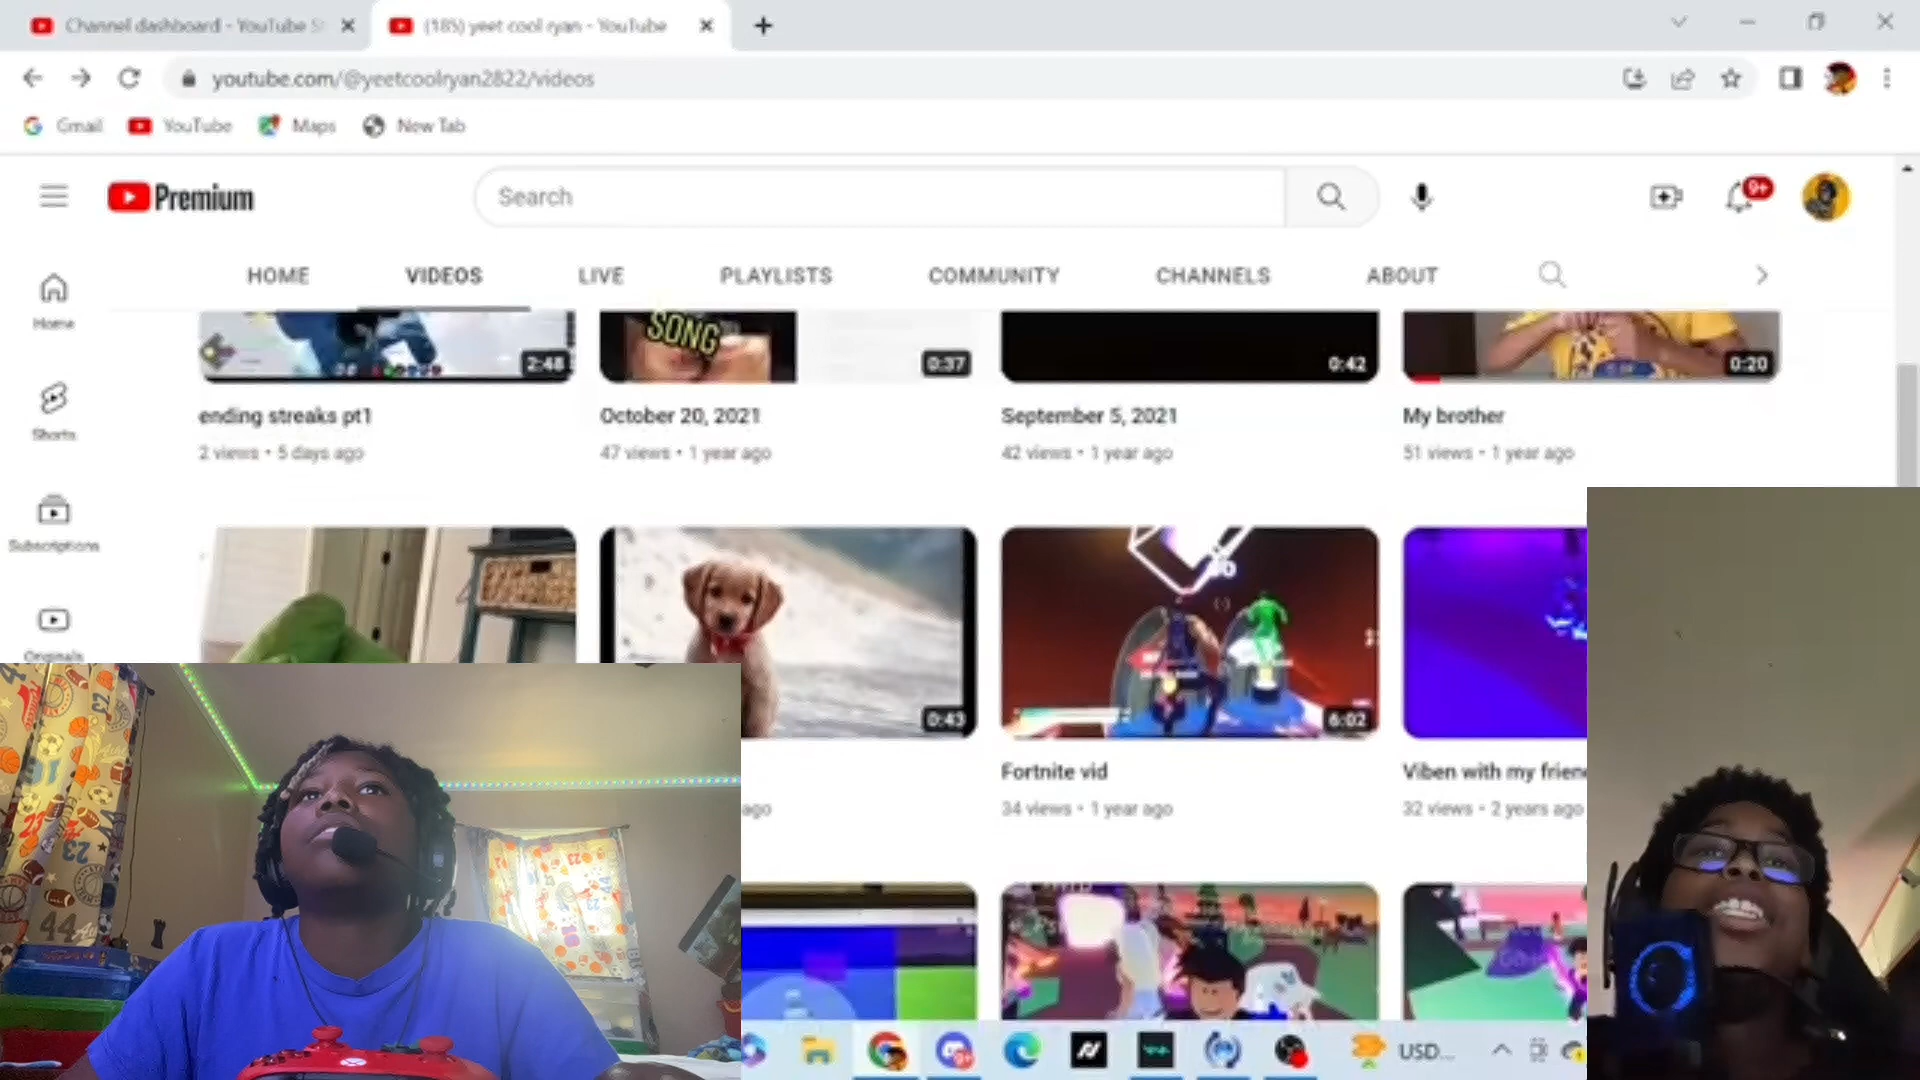 Channel dashboard - YouTube St
(185) yeet cool ryan - YouTube
youtube.com/@yeetcoolryan2822/videos
Gmail
YouTube
Maps
New Tab
Premium
Search
9+
HOME
VIDEOS
LIVE
PLAYLISTS
COMMUNITY
CHANNELS
ABOUT
Home
Shorts
Subscriptions
Originals
SONG
2:48
0:37
0:42
0:20
ending streaks pt1
2 views • 5 days ago
October 20, 2021
47 views • 1 year ago
September 5, 2021
42 views • 1 year ago
My brother
51 views • 1 year ago
0:43
6:02
ago
Fortnite vid
34 views • 1 year ago
Viben with my frien
32 views • 2 years ago
23
44
USD...